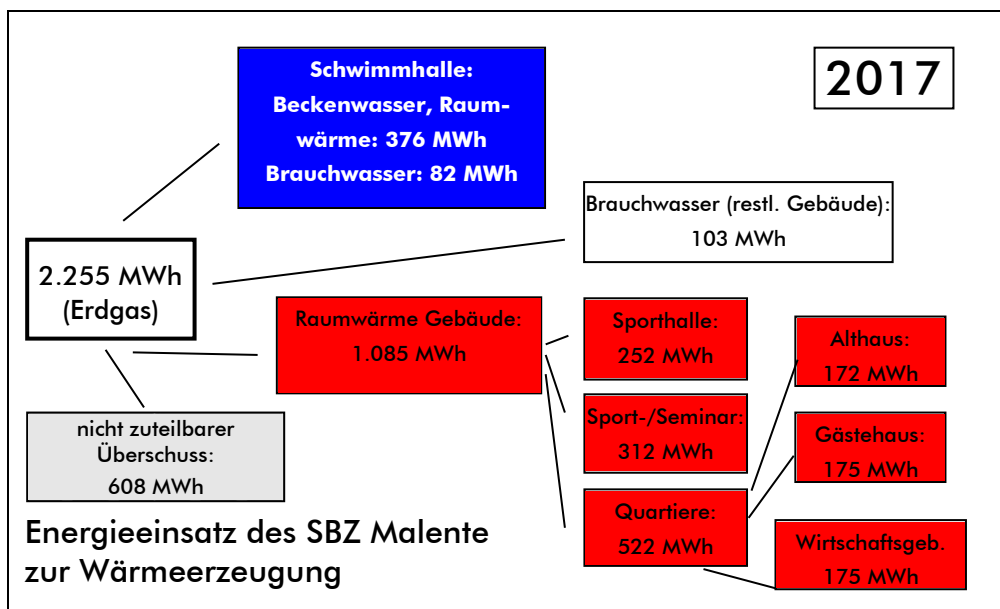 2017
Schwimmhalle:
Beckenwasser, Raum-
wärme: 376 MWh
Brauchwasser: 82 MWh
Brauchwasser (restl. Gebäude):
103 MWh
2.255 MWh
(Erdgas)
Raumwärme Gebäude:
1.085 MWh
Sporthalle:
252 MWh
Althaus:
172 MWh
Sport-/Seminar:
312 MWh
Gästehaus:
175 MWh
nicht zuteilbarer
Überschuss:
608 MWh
Quartiere:
522 MWh
Wirtschaftsgeb.
175 MWh
Energieeinsatz des SBZ Malente
zur Wärmeerzeugung